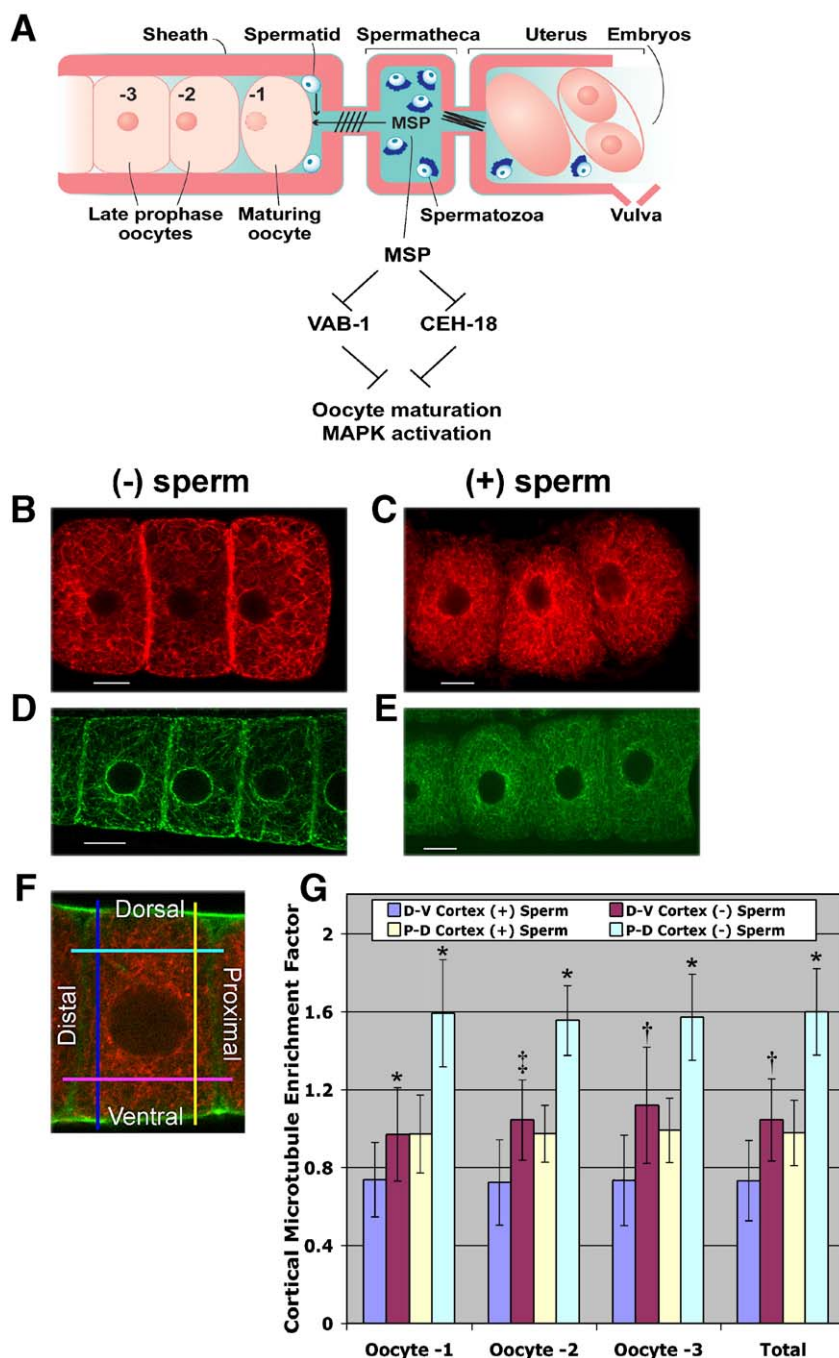 A
Sheath Spermatid Spermatheca Uterus Embryos
-3 -2 -1
MSP
Late prophase oocytes
Maturing oocyte
Spermatozoa
Vulva
MSP
VAB-1 CEH-18
Oocyte maturation
MAPK activation
(-) sperm (+) sperm
B C
D E
F
Dorsal
Distal
Proximal
Ventral
G
D-V Cortex (+) Sperm D-V Cortex (-) Sperm
P-D Cortex (+) Sperm P-D Cortex (-) Sperm
Cortical Microtubule Enrichment Factor
2
1.6
1.2
0.8
0.4
0
* * ‡ * † * † *
Oocyte -1 Oocyte -2 Oocyte -3 Total